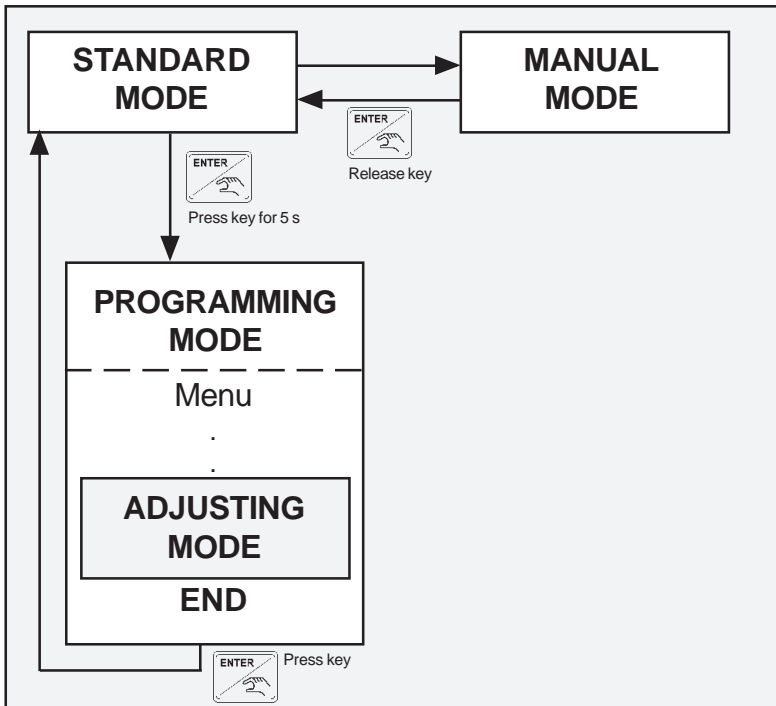 STANDARD
MODE
MANUAL
MODE
ENTER
Release key
ENTER
Press key for 5 s
PROGRAMMING
MODE
Menu
.
.
ADJUSTING
MODE
END
ENTER
Press key